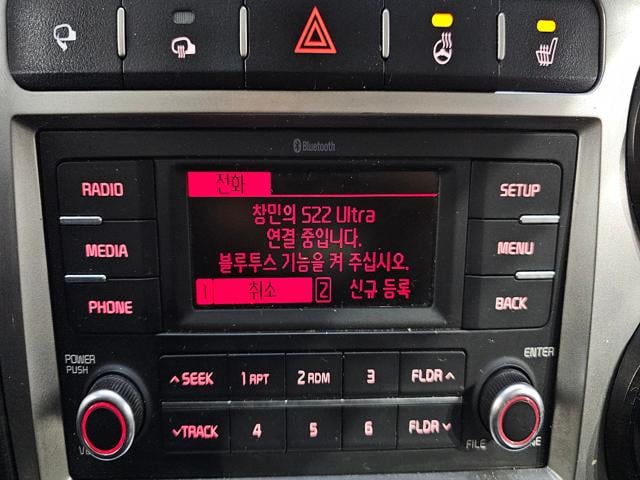 Bluetooth
전화
RADIO
SETUP
창민의 S22 Ultra
연결 중입니다.
MEDIA
MENU
블루투스 기능을 켜 주십시오.
1 취소 2 신규 등록
PHONE
BACK
POWER
PUSH
ENTER
∧SEEK 1 RPT 2 RDM 3 FLDR∧
∨TRACK 4 5 6 FLDR∨
FILE